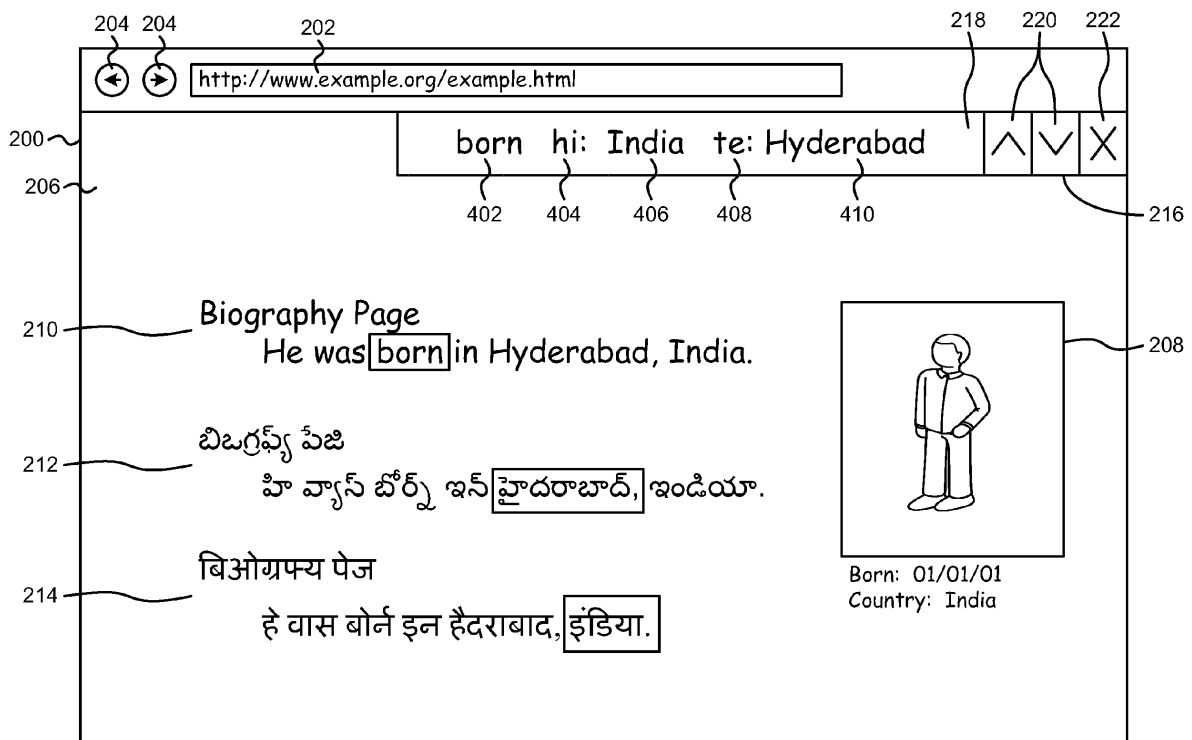 204 204 202 218 220 222
http://www.example.org/example.html
200
born hi: India te: Hyderabad
206
402 404 406 408 410
216
Biography Page
210
He was born in Hyderabad, India.
208
బిఒగ్రఫ్య్ పేజి
212
హి వ్యాస్ బోర్న్ ఇన్ హైదరాబాద్, ఇండియా.
बिओग्रफ्य पेज
Born: 01/01/01
214
Country: India
हे वास बोर्न इन हैदराबाद, इंडिया.